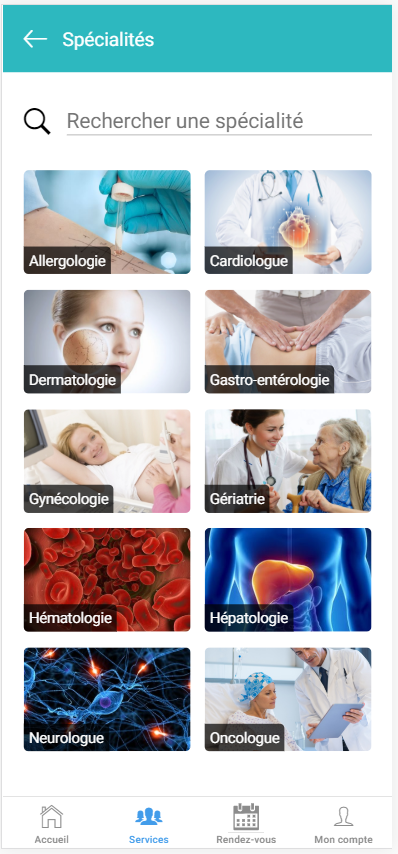 Spécialités
Rechercher une spécialité
Allergologie
Cardiologue
Dermatologie
Gastro-entérologie
Gynécologie
Gériatrie
Hématologie
Hépatologie
Neurologue
Oncologue
Accueil
Services
Rendez-vous
Mon compte